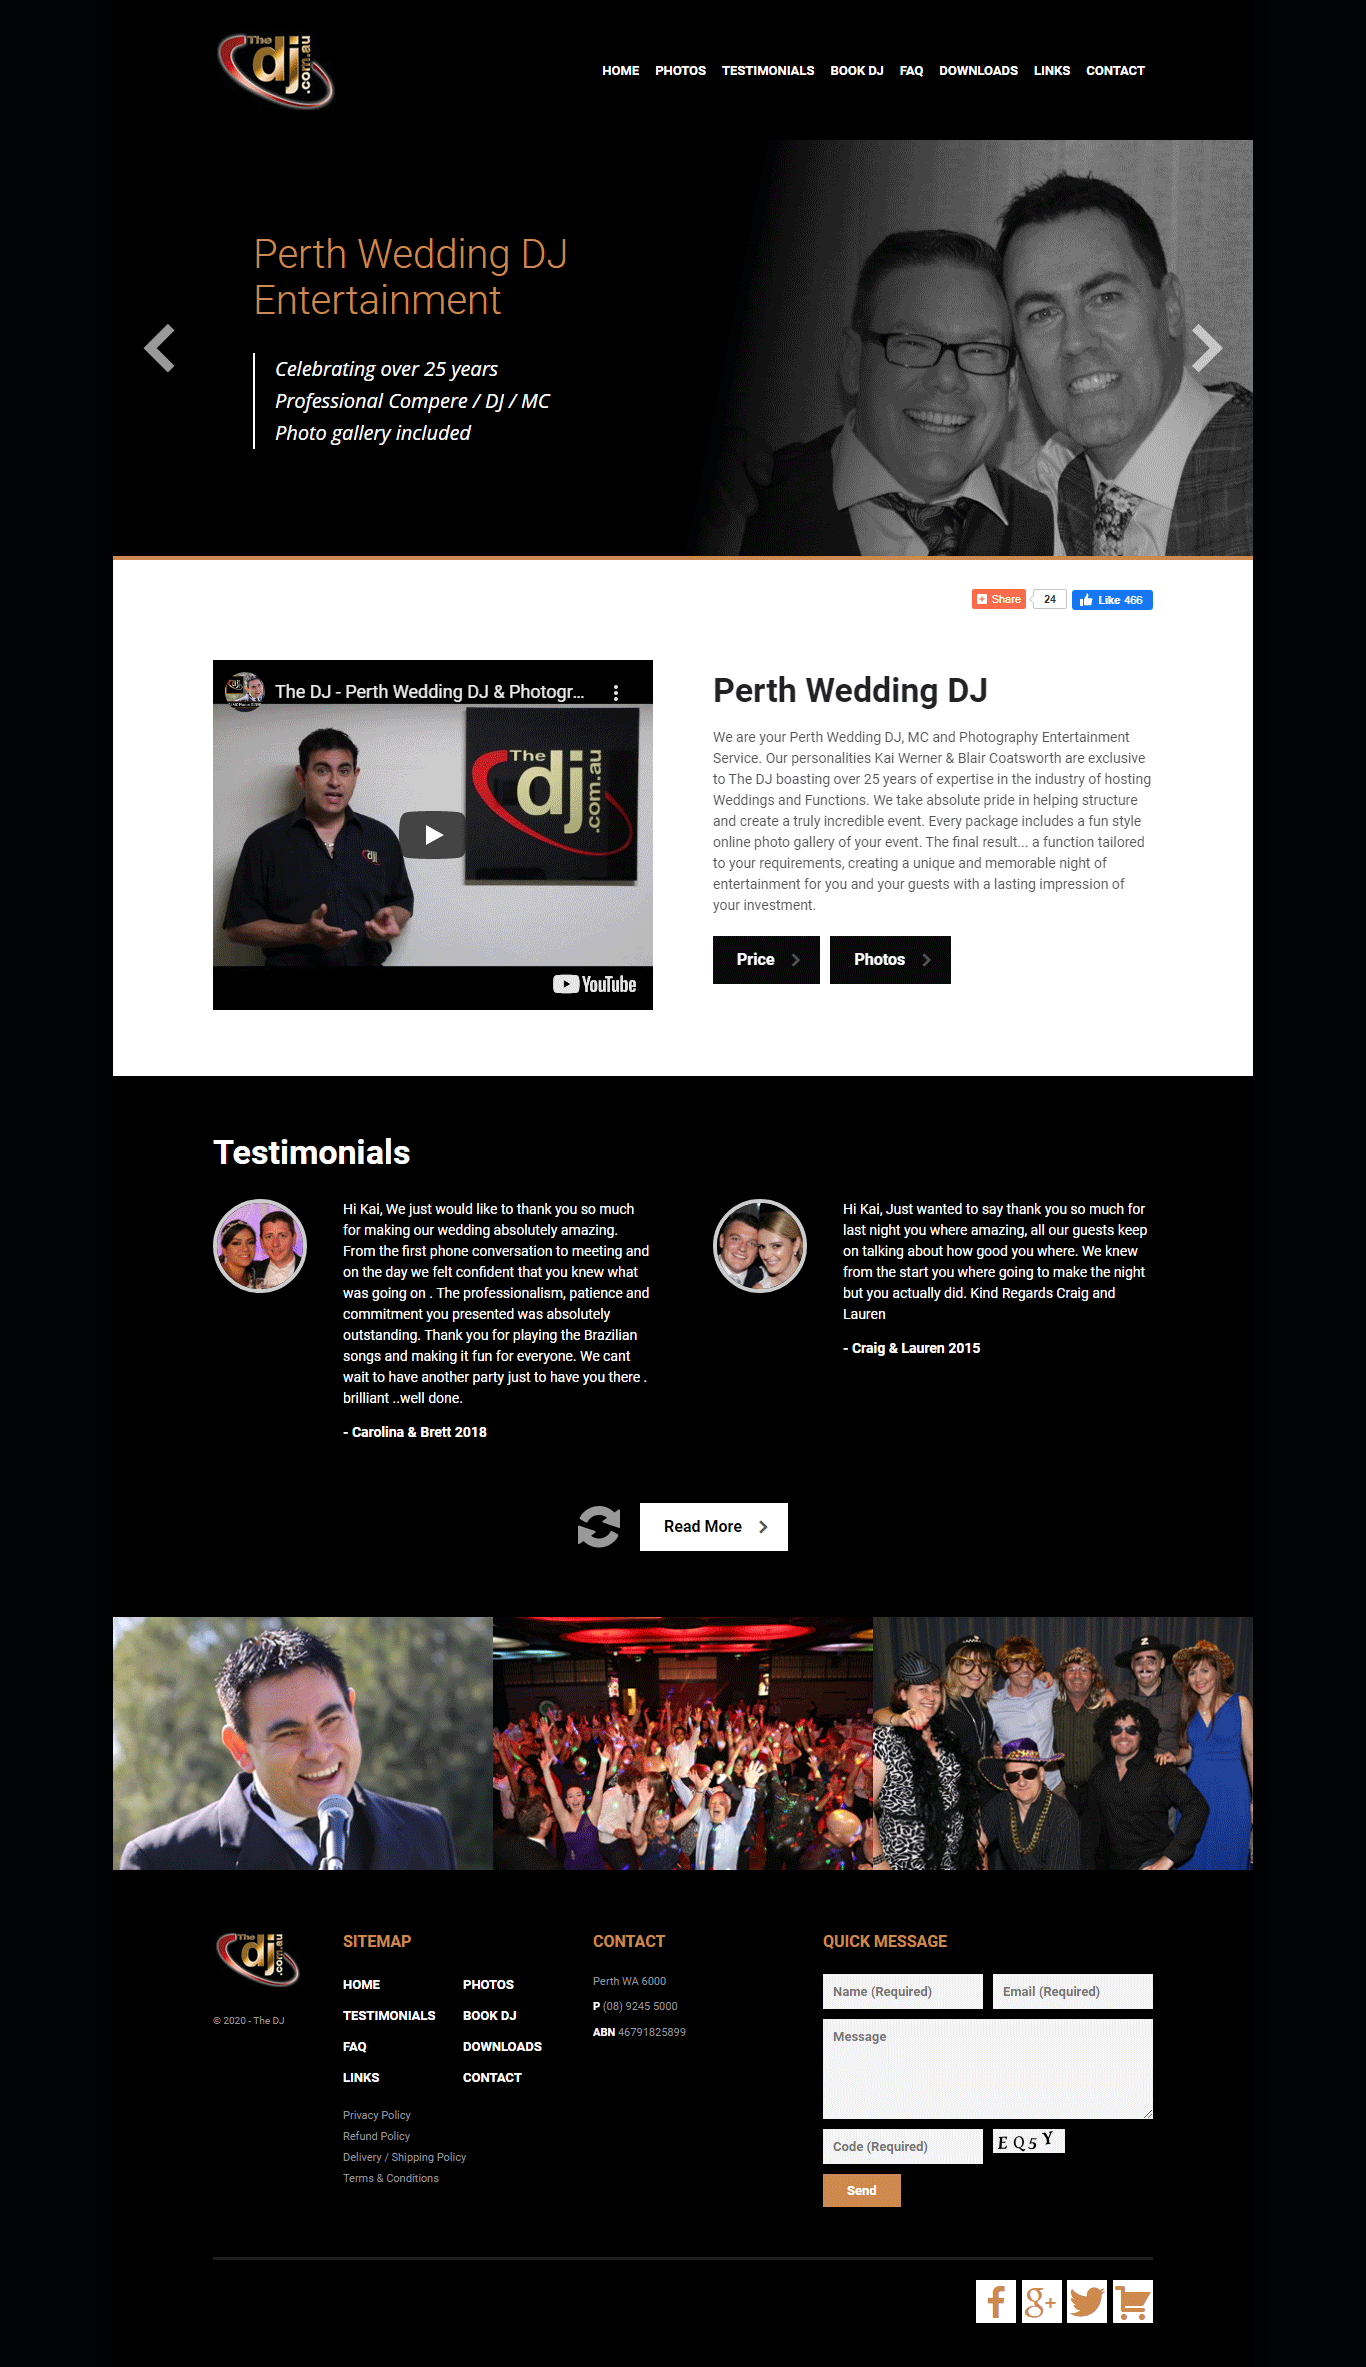 The dj .com.au
HOME PHOTOS TESTIMONIALS BOOK DJ FAQ DOWNLOADS LINKS CONTACT
Perth Wedding DJ
Entertainment
Celebrating over 25 years
Professional Compere / DJ / MC
Photo gallery included
Share 24 Like 466
The DJ - Perth Wedding DJ & Photogr...
The dj .com.au
dj
YouTube
Perth Wedding DJ
We are your Perth Wedding DJ, MC and Photography Entertainment
Service. Our personalities Kai Werner & Blair Coatsworth are exclusive
to The DJ boasting over 25 years of expertise in the industry of hosting
Weddings and Functions. We take absolute pride in helping structure
and create a truly incredible event. Every package includes a fun style
online photo gallery of your event. The final result... a function tailored
to your requirements, creating a unique and memorable night of
entertainment for you and your guests with a lasting impression of
your investment.
Price Photos
Testimonials
Hi Kai, We just would like to thank you so much
for making our wedding absolutely amazing.
From the first phone conversation to meeting and
on the day we felt confident that you knew what
was going on . The professionalism, patience and
commitment you presented was absolutely
outstanding. Thank you for playing the Brazilian
songs and making it fun for everyone. We cant
wait to have another party just to have you there .
brilliant ..well done.
- Carolina & Brett 2018
Hi Kai, Just wanted to say thank you so much for
last night you where amazing, all our guests keep
on talking about how good you where. We knew
from the start you where going to make the night
but you actually did. Kind Regards Craig and
Lauren
- Craig & Lauren 2015
Read More
Z
The dj .com.au
© 2020 - The DJ
SITEMAP
HOME PHOTOS
TESTIMONIALS BOOK DJ
FAQ DOWNLOADS
LINKS CONTACT
Privacy Policy
Refund Policy
Delivery / Shipping Policy
Terms & Conditions
CONTACT
Perth WA 6000
P (08) 9245 5000
ABN 46791825899
QUICK MESSAGE
Name (Required) Email (Required)
Message
Code (Required) EQ5Y
Send
f g+